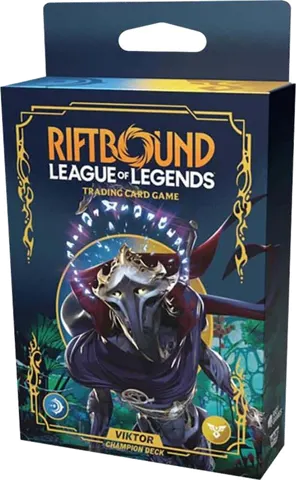 RIFTBOUND
LEAGUE OF LEGENDS
TRADING CARD GAME
VIKTOR
CHAMPION DECK